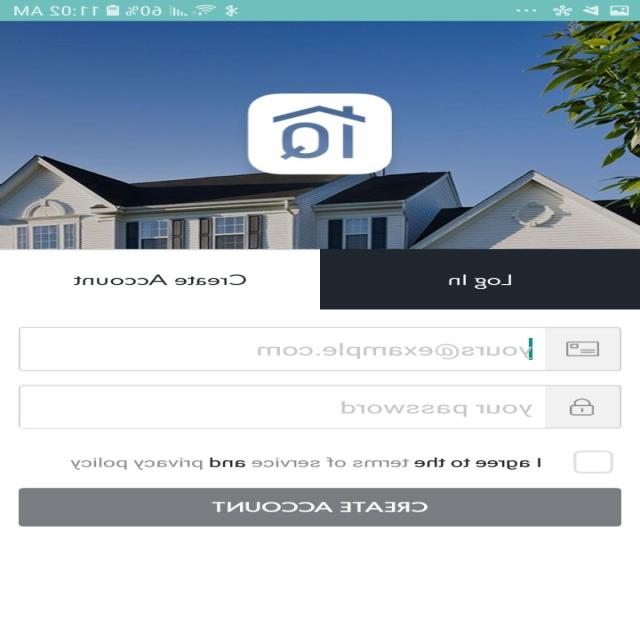 60% 11:02 AM
IQ
Log In
Create Account
yours@example.com
your password
I agree to the terms of service and privacy policy
CREATE ACCOUNT